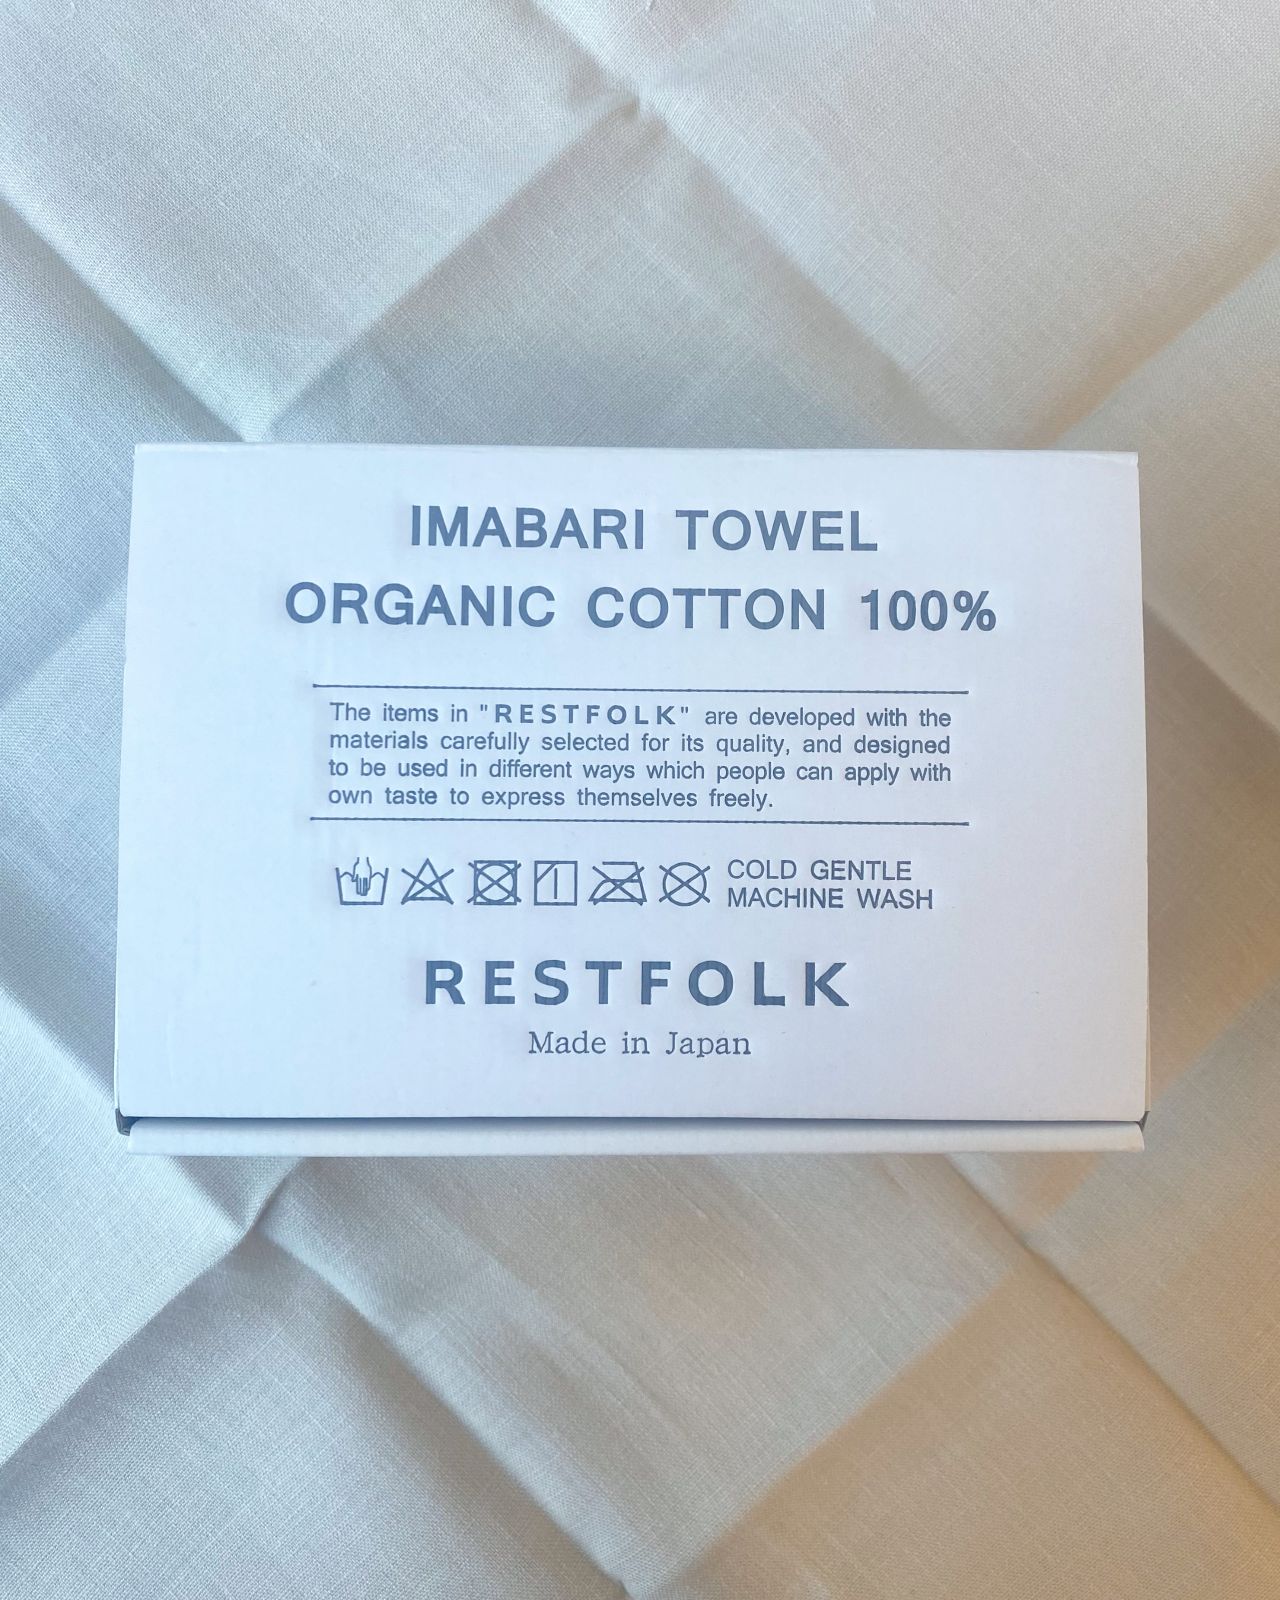 IMABARI TOWEL
ORGANIC COTTON 100%
The items in "RESTFOLK" are developed with the
materials carefully selected for its quality, and designed
to be used in different ways which people can apply with
own taste to express themselves freely.
COLD GENTLE
MACHINE WASH
RESTFOLK
Made in Japan